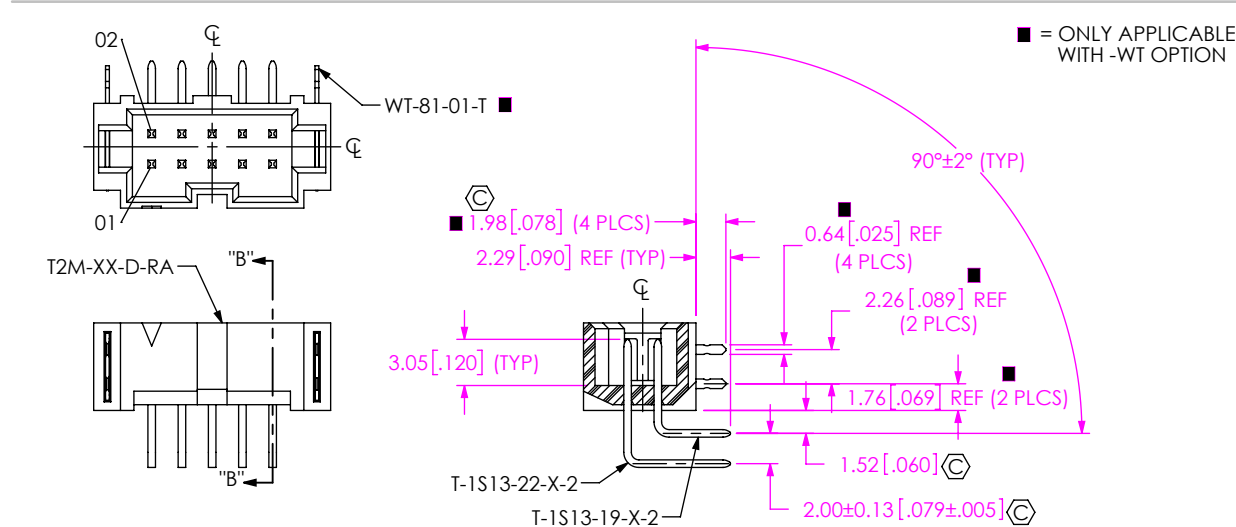 ■ = ONLY APPLICABLE
WITH -WT OPTION
02
℄
WT-81-01-T ■
℄
01
90°±2° (TYP)
C
■ 1.98[.078] (4 PLCS)
2.29[.090] REF (TYP)
■
0.64[.025] REF
(4 PLCS)
■
2.26[.089] REF
(2 PLCS)
T2M-XX-D-RA
"B"
℄
3.05[.120] (TYP)
■
1.76[.069] REF (2 PLCS)
"B"
1.52[.060] C
T-1S13-22-X-2
T-1S13-19-X-2
2.00±0.13[.079±.005] C